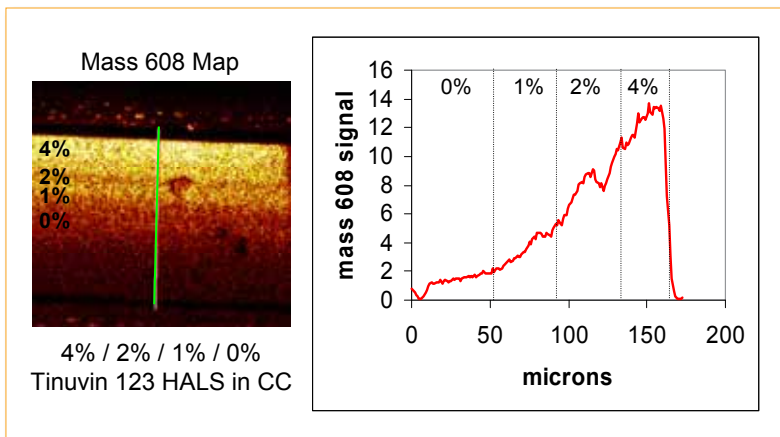 Mass 608 Map
4%
2%
1%
0%
4% / 2% / 1% / 0%
Tinuvin 123 HALS in CC
mass 608 signal
16
14
12
10
8
6
4
2
0
0% 1% 2% 4%
0 50 100 150 200
microns